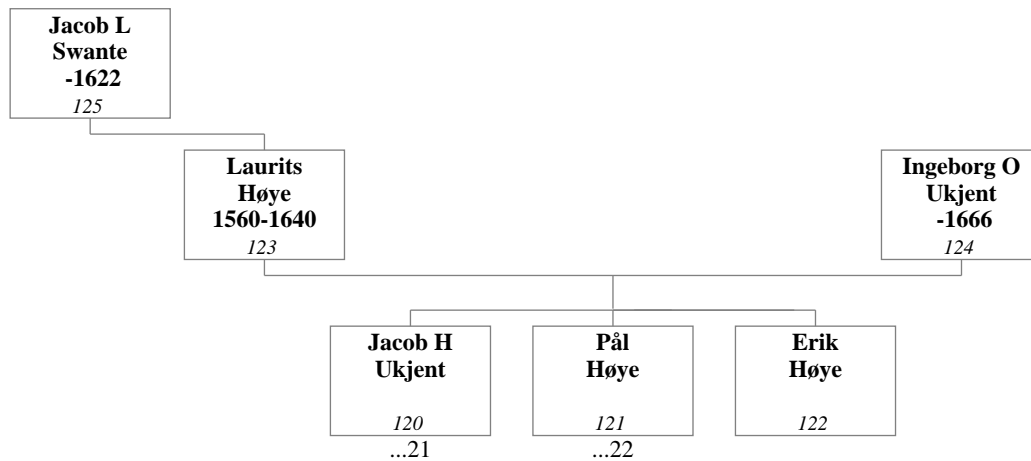 Jacob L
Swante
-1622
125
Laurits
Høye
1560-1640
123
Ingeborg O
Ukjent
-1666
124
Jacob H
Ukjent
120
...21
Pål
Høye
121
...22
Erik
Høye
122